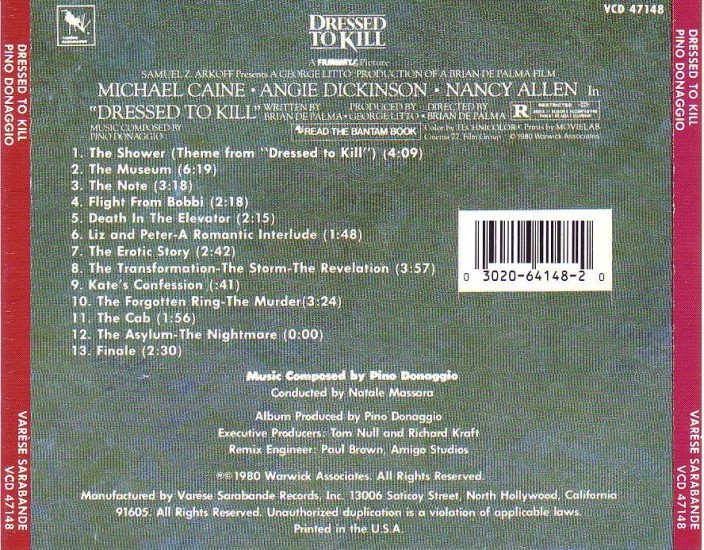 VCD 47148
DRESSED
TO KILL
A FILMWAYS Picture
SAMUEL Z. ARKOFF Presents A GEORGE LITTO PRODUCTION OF A BRIAN DE PALMA FILM
MICHAEL CAINE · ANGIE DICKINSON · NANCY ALLEN In
"DRESSED TO KILL" WRITTEN BY BRIAN DE PALMA · PRODUCED BY GEORGE LITTO · DIRECTED BY BRIAN DE PALMA
R RESTRICTED
MUSIC COMPOSED BY PINO DONAGGIO
READ THE BANTAM BOOK
Color by TECHNICOLOR® Prints by MOVIELAB
Cinema 77, Film Group ©1980 Warwick Associates
1. The Shower (Theme from "Dressed to Kill") (4:09)
2. The Museum (6:19)
3. The Note (3:18)
4. Flight From Bobbi (2:18)
5. Death In The Elevator (2:15)
6. Liz and Peter-A Romantic Interlude (1:48)
7. The Erotic Story (2:42)
8. The Transformation-The Storm-The Revelation (3:57)
9. Kate's Confession (:41)
10. The Forgotten Ring-The Murder(3:24)
11. The Cab (1:56)
12. The Asylum-The Nightmare (0:00)
13. Finale (2:30)
0 3020-64148-2 0
Music Composed by Pino Donaggio
Conducted by Natale Massara
Album Produced by Pino Donaggio
Executive Producers: Tom Null and Richard Kraft
Remix Engineer: Paul Brown, Amigo Studios
℗©1980 Warwick Associates. All Rights Reserved.
Manufactured by Varèse Sarabande Records, Inc. 13006 Saticoy Street, North Hollywood, California
91605. All Rights Reserved. Unauthorized duplication is a violation of applicable laws.
Printed in the U.S.A.
DRESSED TO KILL
PINO DONAGGIO
VARÈSE SARABANDE
VCD 47148
DRESSED TO KILL
PINO DONAGGIO
VARÈSE SARABANDE
VCD 47148